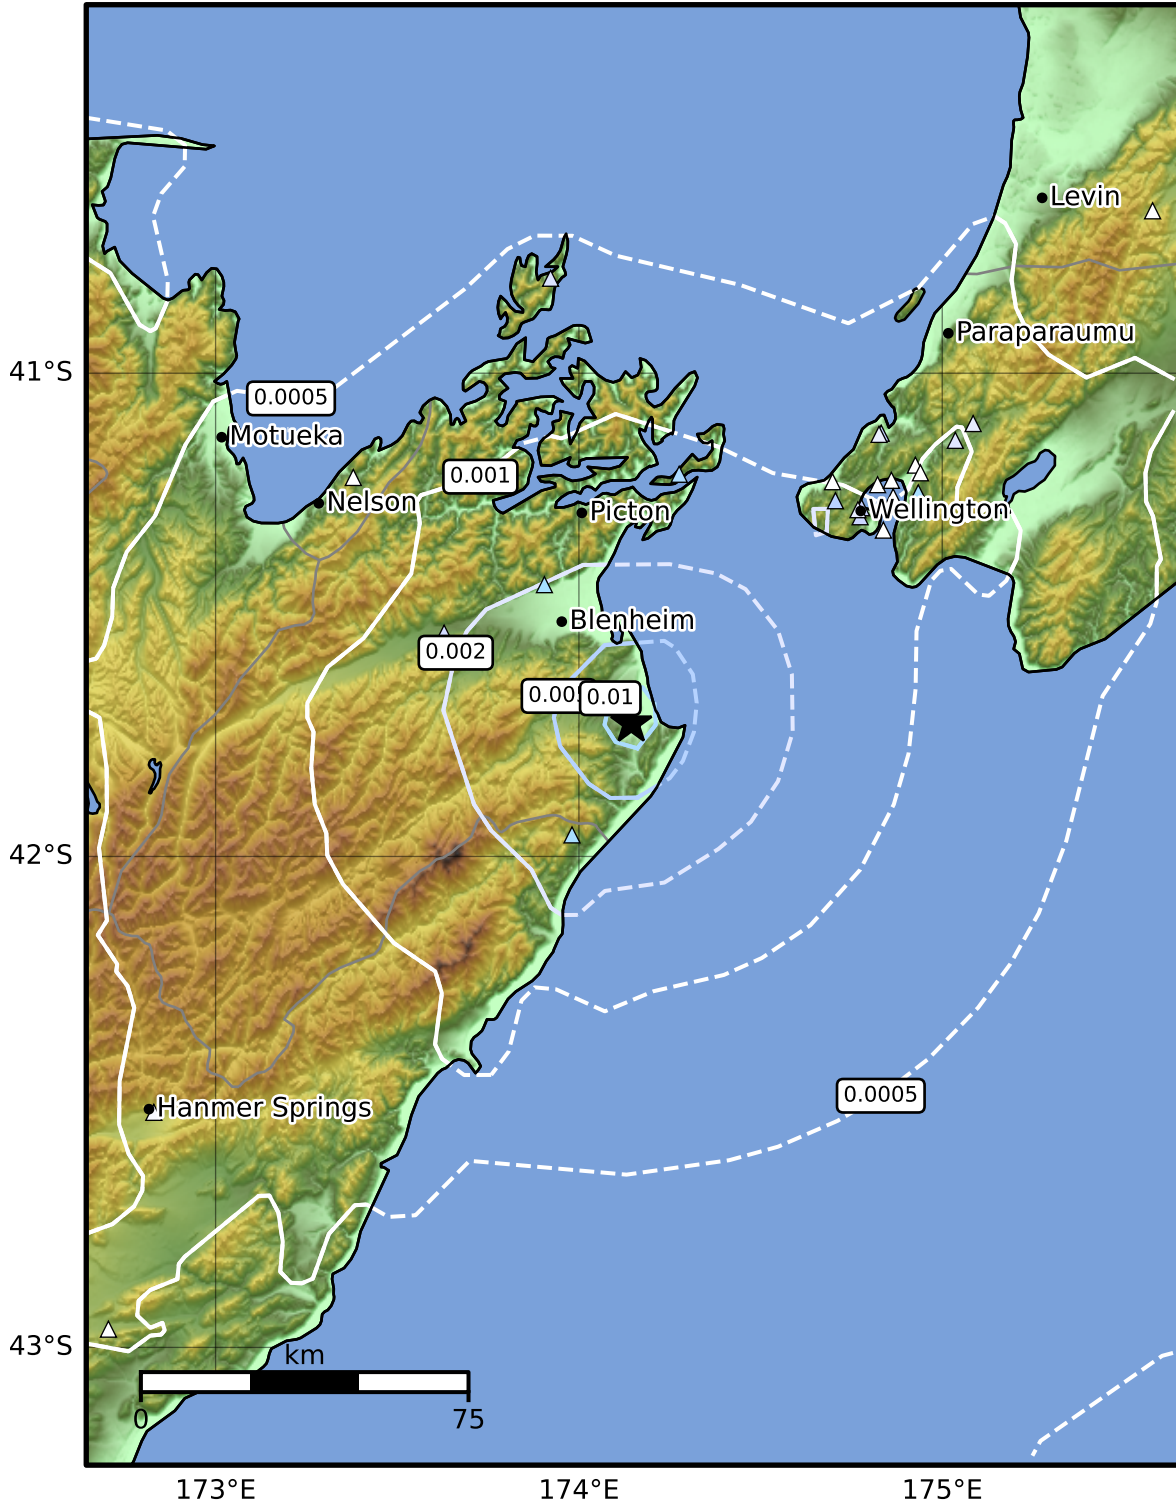 Levin
Paraparaumu
41°S
0.0005
Motueka
0.001
Nelson
Picton
Wellington
Blenheim
0.002
0.01
42°S
0.0005
Hanmer Springs
43°S
km
0
75
173°E
174°E
175°E